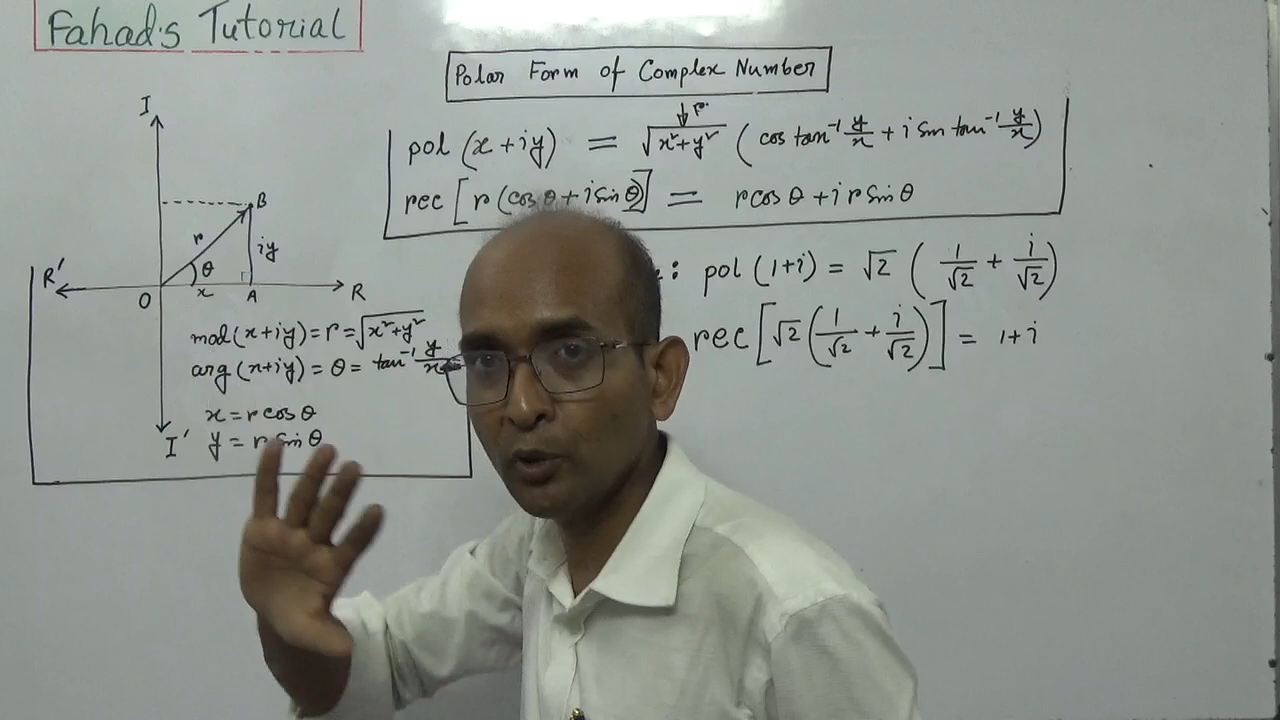 Fahad's Tutorial
Polar Form of Complex Number
r
pol (x+iy) = √(x²+y²) (cos tan⁻¹ y/x + i sin tan⁻¹ y/x)
rec [r (cos θ + i sin θ)] = r cos θ + i r sin θ
: pol (1+i) = √2 (1/√2 + i/√2)
rec [√2 (1/√2 + i/√2)] = 1+i
I
B
r
iy
θ
R'
O
x
A
R
mod (x+iy) = r = √(x²+y²)
arg (x+iy) = θ = tan⁻¹ y/x
x = r cos θ
I'
y = r sin θ